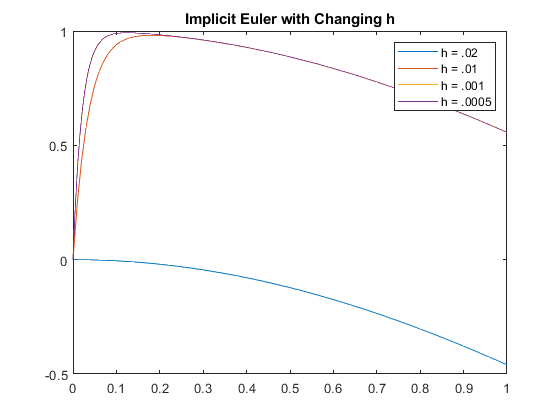 Implicit Euler with Changing h
1
h = .02
h = .01
h = .001
h = .0005
0.5
0
-0.5
0 0.1 0.2 0.3 0.4 0.5 0.6 0.7 0.8 0.9 1